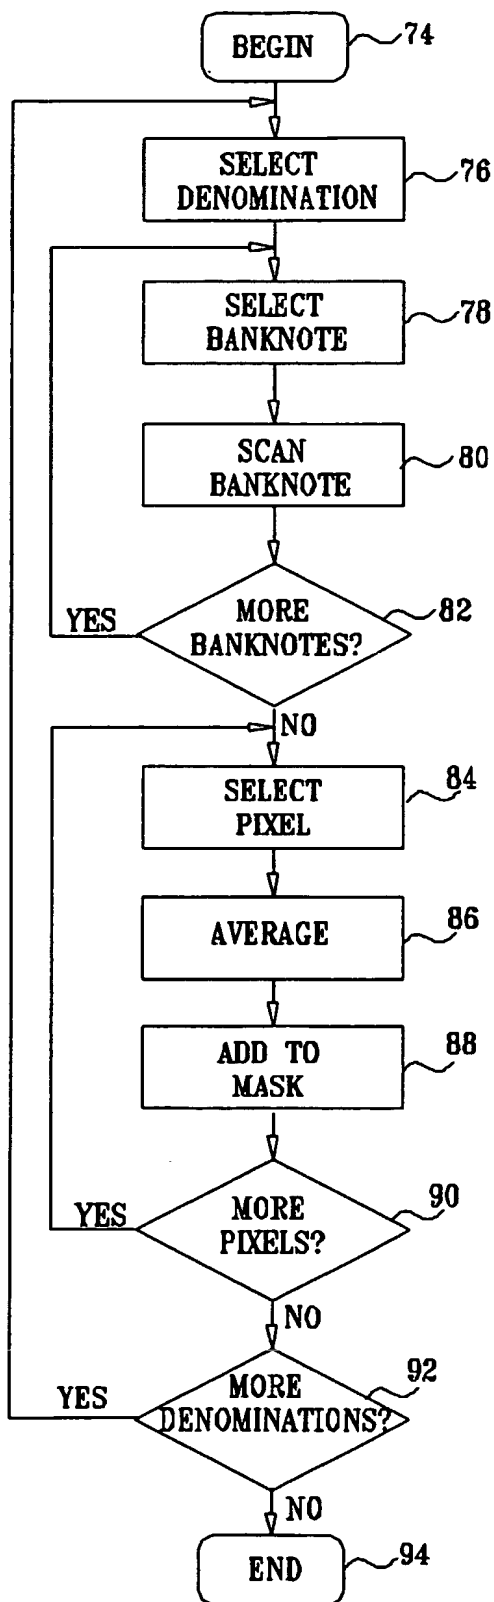 BEGIN
74
SELECT
DENOMINATION
76
SELECT
BANKNOTE
78
SCAN
BANKNOTE
80
MORE
BANKNOTES?
82
YES
NO
SELECT
PIXEL
84
AVERAGE
86
ADD TO
MASK
88
MORE
PIXELS?
90
YES
NO
MORE
DENOMINATIONS?
92
YES
NO
END
94